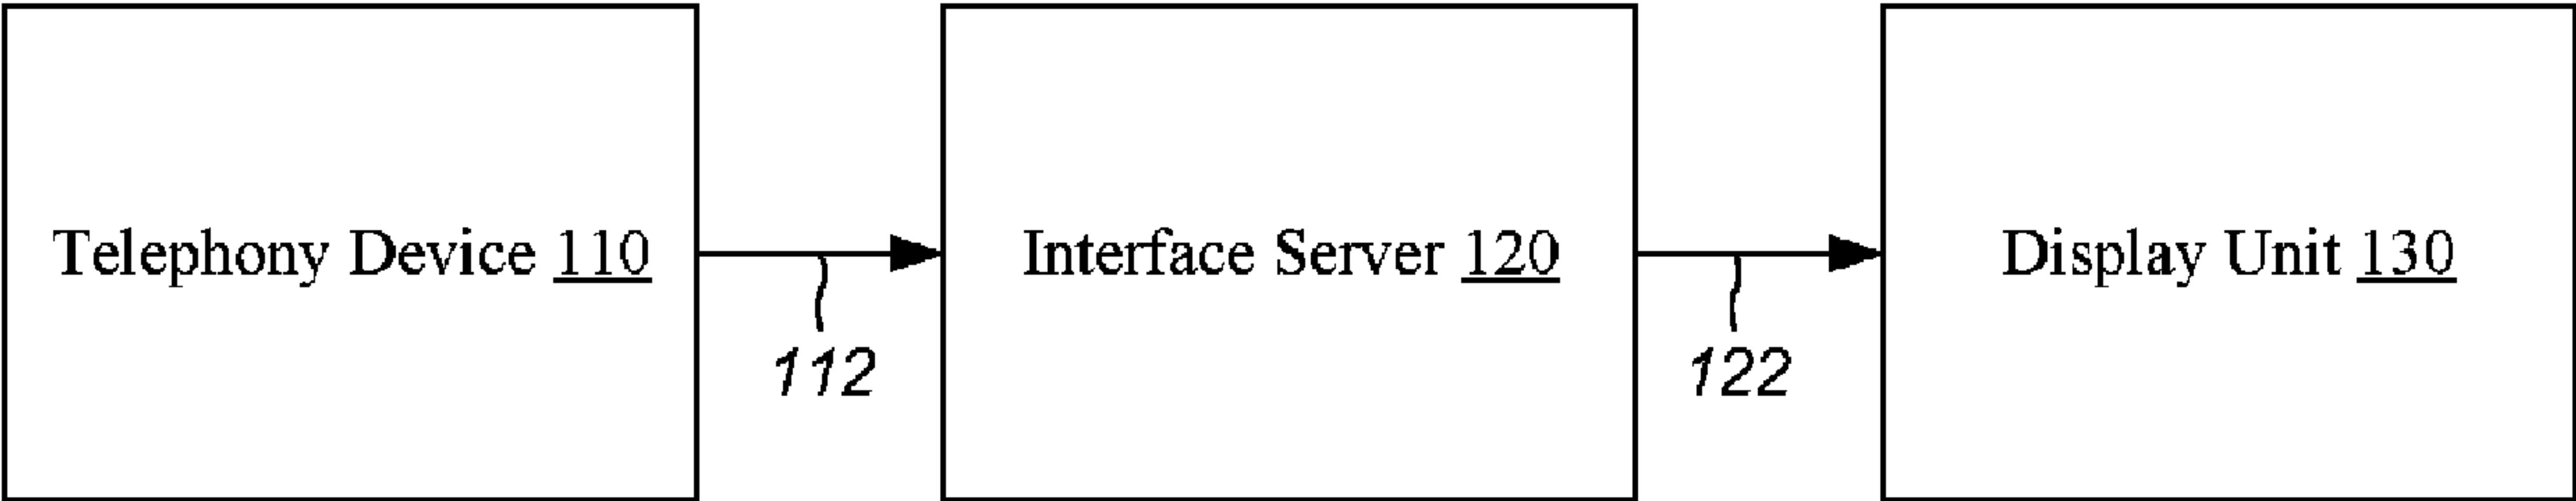 Telephony Device 110
Interface Server 120
Display Unit 130
112
122